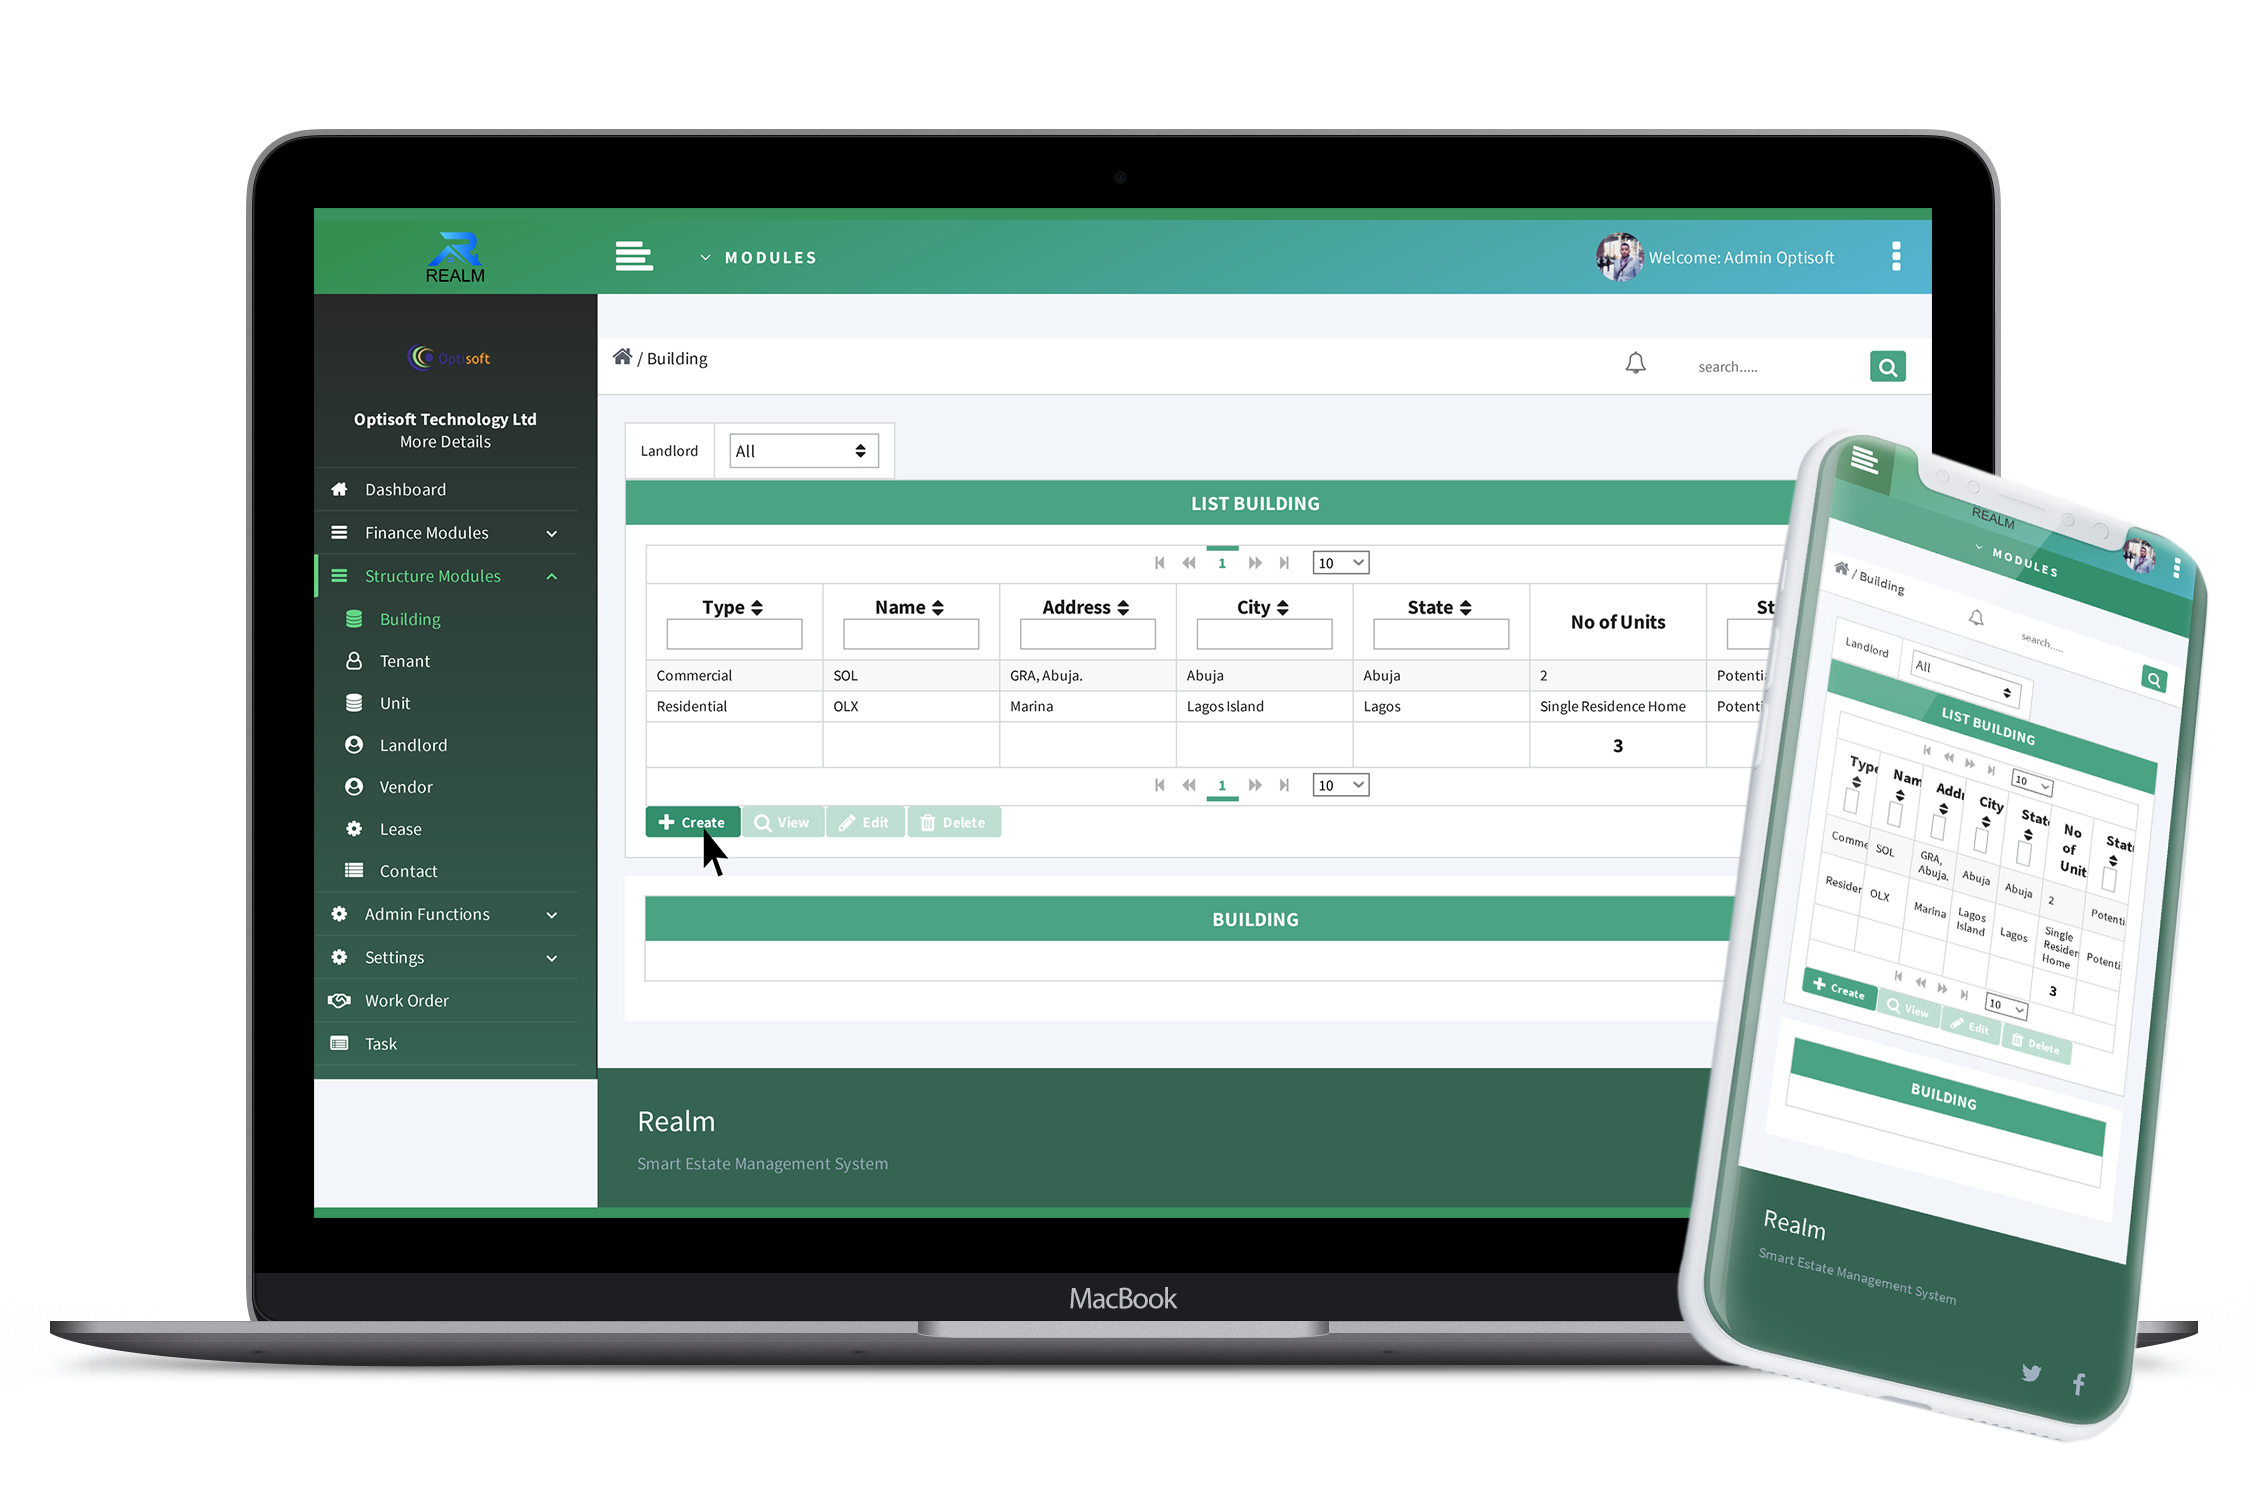 REALM
MODULES
Welcome: Admin Optisoft
Optisoft
Optisoft Technology Ltd
More Details
Dashboard
Finance Modules
Structure Modules
Building
Tenant
Unit
Landlord
Vendor
Lease
Contact
Admin Functions
Settings
Work Order
Task
/ Building
search.....
Landlord
All
LIST BUILDING
1
10
Type Name Address City State No of Units St
Commercial SOL GRA, Abuja. Abuja Abuja 2 Potenti
Residential OLX Marina Lagos Island Lagos Single Residence Home Potent
3
1
10
Create View Edit Delete
BUILDING
Realm
Smart Estate Management System
MacBook
REALM
MODULES
/ Building
search.....
Landlord
All
LIST BUILDING
10
Type Nam Addr City Stat No of Unit Stat
Comme SOL GRA, Abuja. Abuja Abuja 2 Potenti
Residen OLX Marina Lagos Island Lagos Single Residen Home Potenti
3
10
Create View Edit Delete
BUILDING
Realm
Smart Estate Management System